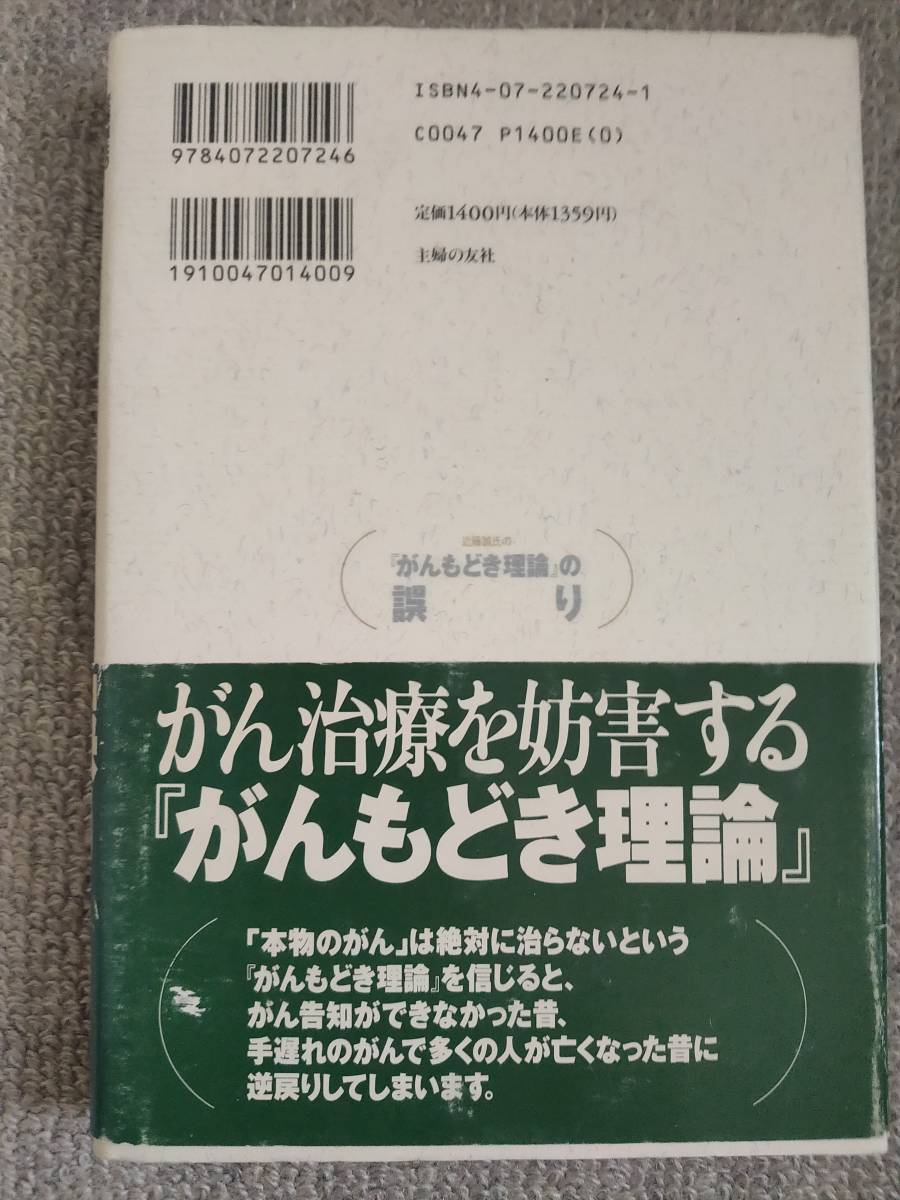 ISBN4-07-220724-1
9784072207246
C0047 P1400E(0)
1910047014009
定価1400円(本体1359円)
主婦の友社
近藤誠氏の
『がんもどき理論』の
誤り
がん治療を妨害する
『がんもどき理論』
「本物のがん」は絶対に治らないという
『がんもどき理論』を信じると、
がん告知ができなかった昔、
手遅れのがんで多くの人が亡くなった昔に
逆戻りしてしまいます。